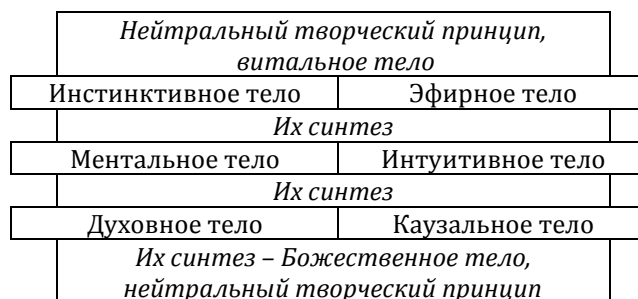 Нейтральный творческий принцип,
витальное тело
Инстинктивное тело Эфирное тело
Их синтез
Ментальное тело Интуитивное тело
Их синтез
Духовное тело Каузальное тело
Их синтез – Божественное тело,
нейтральный творческий принцип